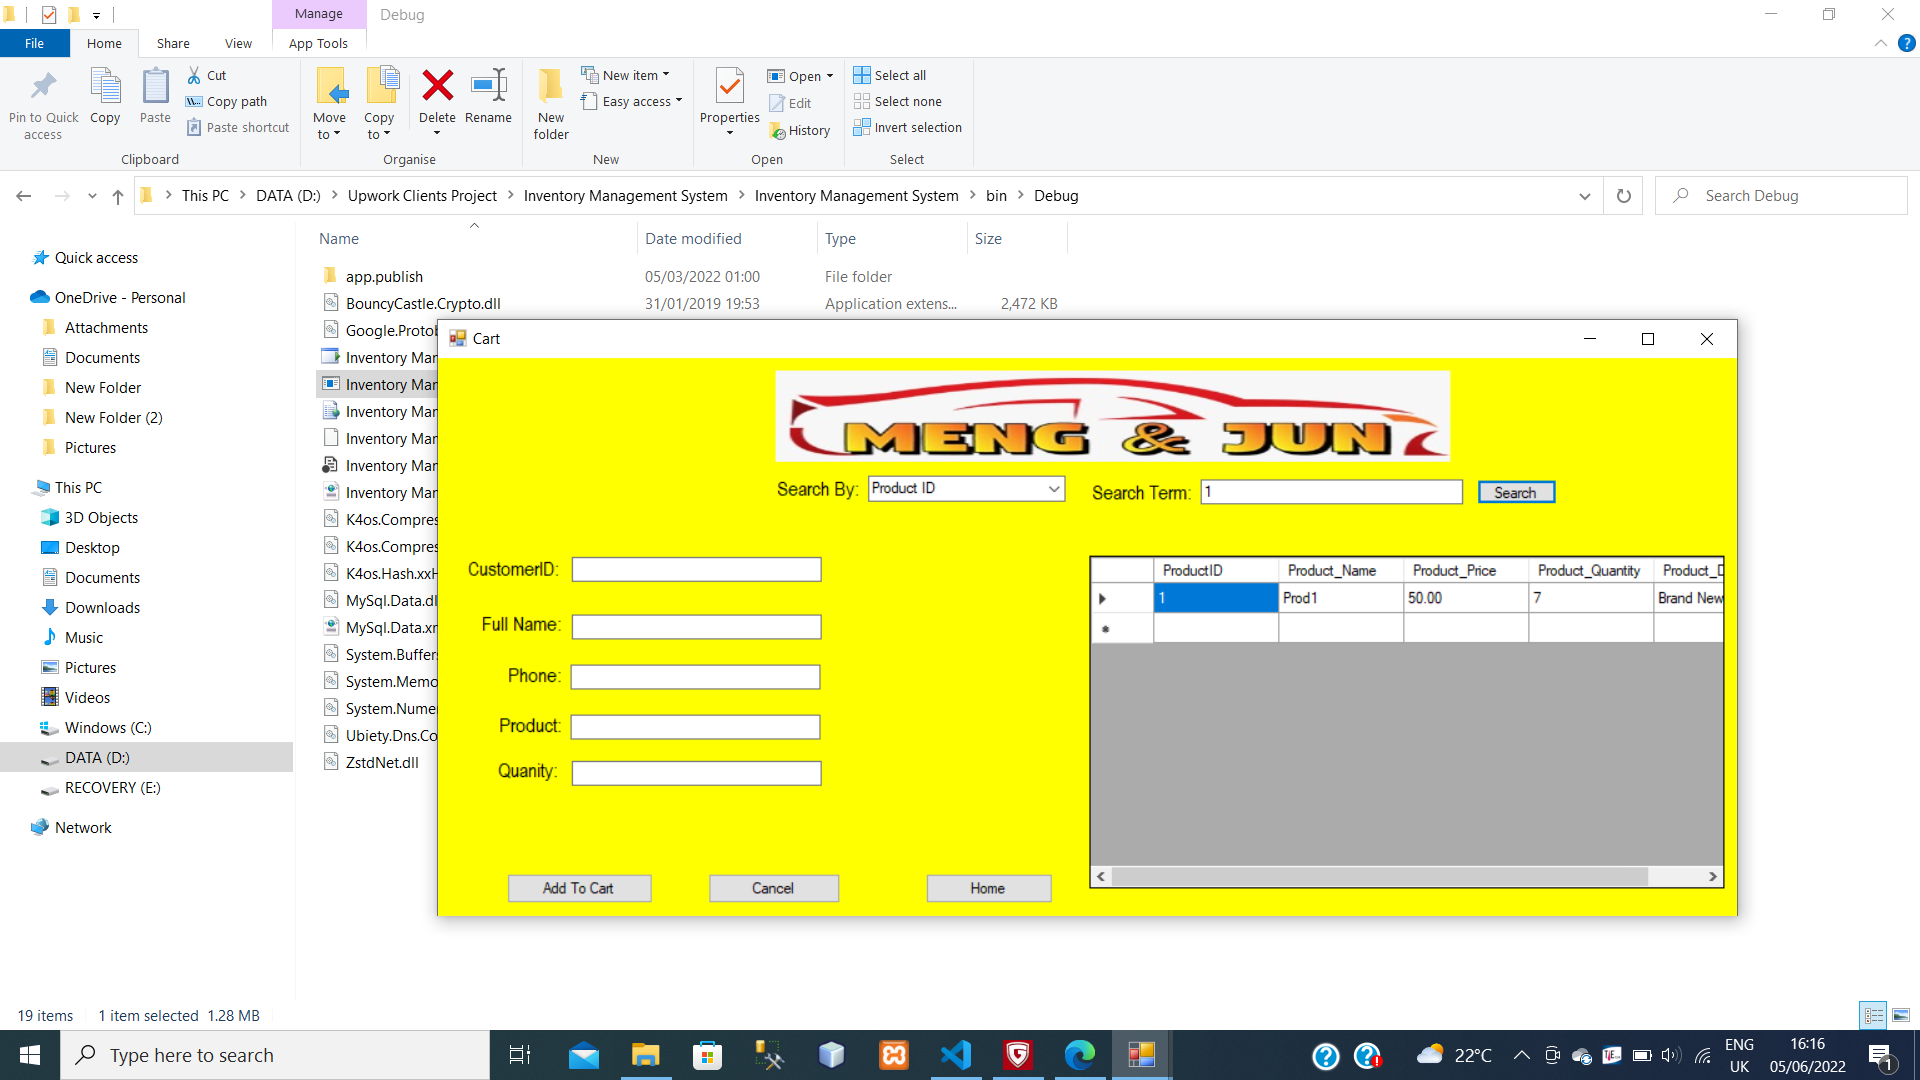 Manage
Debug
File
Home
Share
View
App Tools
Pin to Quick access
Copy
Paste
Cut
Copy path
Paste shortcut
Clipboard
Move to
Copy to
Delete
Rename
Organise
New folder
New item
Easy access
New
Properties
Open
Edit
History
Open
Select all
Select none
Invert selection
Select
This PC
DATA (D:)
Upwork Clients Project
Inventory Management System
Inventory Management System
bin
Debug
Search Debug
Name
Date modified
Type
Size
Quick access
OneDrive - Personal
Attachments
Documents
New Folder
New Folder (2)
Pictures
This PC
3D Objects
Desktop
Documents
Downloads
Music
Pictures
Videos
Windows (C:)
DATA (D:)
RECOVERY (E:)
Network
app.publish 05/03/2022 01:00 File folder
BouncyCastle.Crypto.dll 31/01/2019 19:53 Application extens... 2,472 KB
Google.Protob
Inventory Mar
Inventory Mar
Inventory Mar
Inventory Mar
Inventory Mar
Inventory Mar
K4os.Compres
K4os.Compres
K4os.Hash.xxH
MySql.Data.dl
MySql.Data.xr
System.Buffers
System.Memo
System.Numer
Ubiety.Dns.Co
ZstdNet.dll
Cart
MENG & JUN
Search By: Product ID
Search Term: 1
Search
CustomerID:
Full Name:
Phone:
Product:
Quanity:
Add To Cart
Cancel
Home
ProductID Product_Name Product_Price Product_Quantity Product_D
1 Prod1 50.00 7 Brand New
19 items 1 item selected 1.28 MB
Type here to search
22°C
ENG
UK
16:16
05/06/2022
1